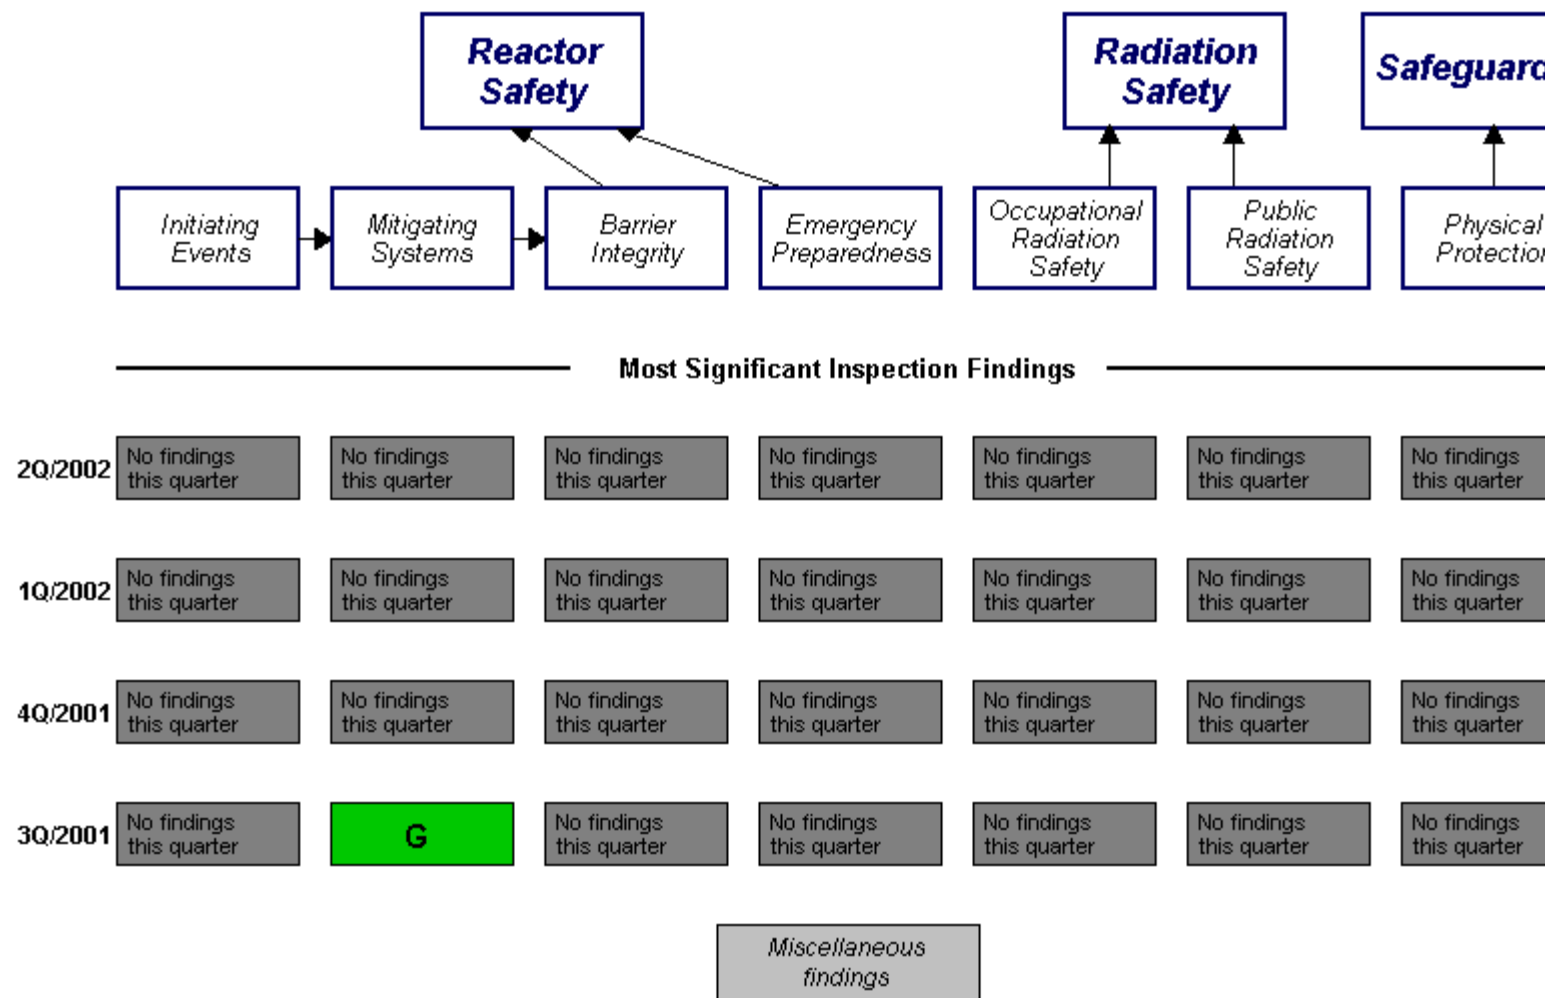 Reactor
Safety
Radiation
Safety
Safeguard
Initiating
Events
Mitigating
Systems
Barrier
Integrity
Emergency
Preparedness
Occupational
Radiation
Safety
Public
Radiation
Safety
Physical
Protection
Most Significant Inspection Findings
2Q/2002
No findings
this quarter
No findings
this quarter
No findings
this quarter
No findings
this quarter
No findings
this quarter
No findings
this quarter
No findings
this quarter
1Q/2002
No findings
this quarter
No findings
this quarter
No findings
this quarter
No findings
this quarter
No findings
this quarter
No findings
this quarter
No findings
this quarter
4Q/2001
No findings
this quarter
No findings
this quarter
No findings
this quarter
No findings
this quarter
No findings
this quarter
No findings
this quarter
No findings
this quarter
3Q/2001
No findings
this quarter
G
No findings
this quarter
No findings
this quarter
No findings
this quarter
No findings
this quarter
No findings
this quarter
Miscellaneous
findings